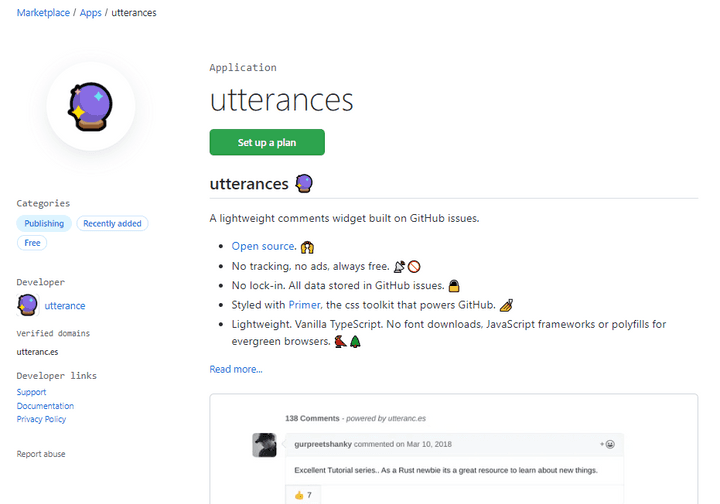 Marketplace / Apps / utterances
Application
utterances
Set up a plan
utterances
A lightweight comments widget built on GitHub issues.
Open source.
No tracking, no ads, always free.
No lock-in. All data stored in GitHub issues.
Styled with Primer, the css toolkit that powers GitHub.
Lightweight. Vanilla TypeScript. No font downloads, JavaScript frameworks or polyfills for
evergreen browsers.
Read more...
Categories
Publishing
Recently added
Free
Developer
utterance
Verified domains
utteranc.es
Developer links
Support
Documentation
Privacy Policy
Report abuse
138 Comments - powered by utteranc.es
gurpreetshanky commented on Mar 10, 2018
Excellent Tutorial series.. As a Rust newbie its a great resource to learn about new things.
7